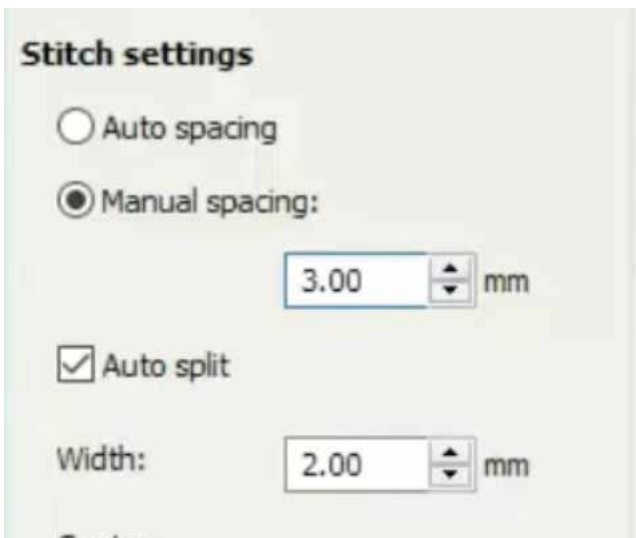 Stitch settings
Auto spacing
Manual spacing:
3.00 mm
Auto split
Width: 2.00 mm